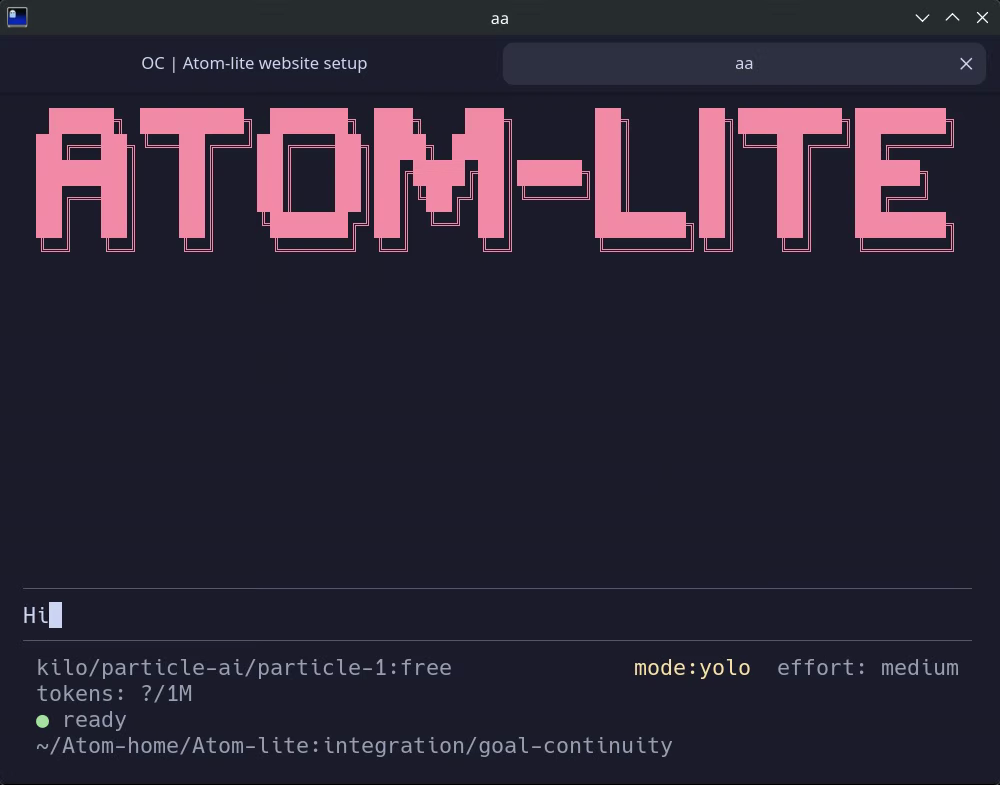 aa
OC | Atom-lite website setup
aa
ATOM-LITE
Hi
kilo/particle-ai/particle-1:free mode:yolo effort: medium
tokens: ?/1M
ready
~/Atom-home/Atom-lite:integration/goal-continuity